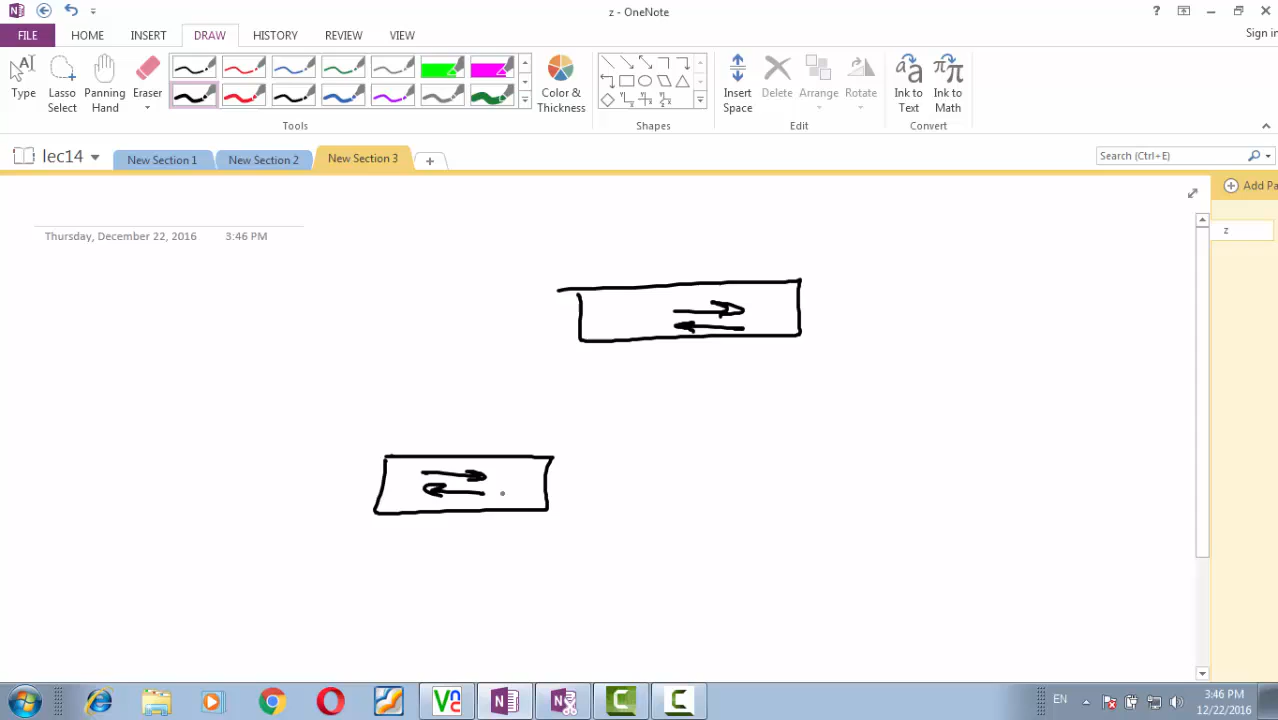 z - OneNote
?
Sign in
FILE HOME INSERT DRAW HISTORY REVIEW VIEW
Type
Lasso Select
Panning Hand
Eraser
Color & Thickness
Insert Space
Delete
Arrange
Rotate
Ink to Text
Ink to Math
Tools
Shapes
Edit
Convert
lec14
New Section 1
New Section 2
New Section 3
Search (Ctrl+E)
Add Pa
z
Thursday, December 22, 2016 3:46 PM
EN
3:46 PM
12/22/2016